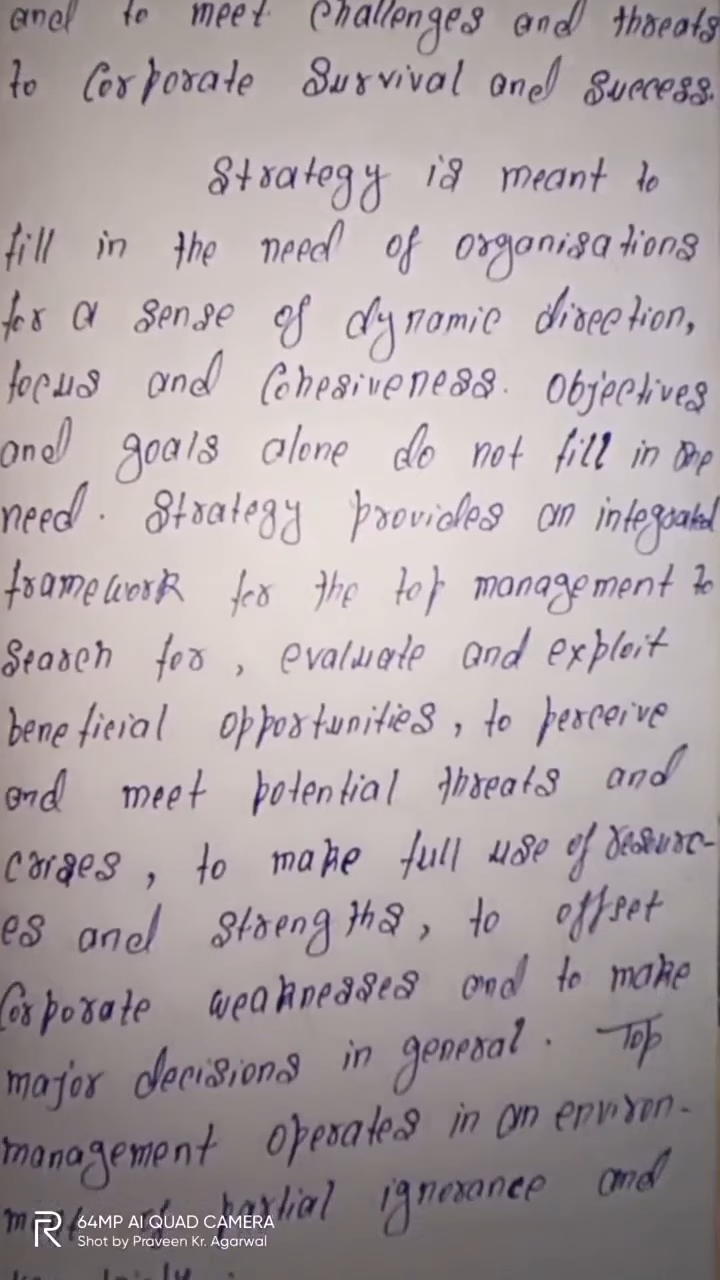 and to meet challenges and threats
to Corporate Survival and Success.
Strategy is meant to
fill in the need of organisations
for a sense of dynamic direction,
focus and Cohesiveness. Objectives
and goals alone do not fill in the
need. Strategy provides an integrated
framework for the top management to
Search for, evaluate and exploit
beneficial opportunities, to perceive
and meet potential threats and
crises, to make full use of resourc-
es and strengths, to offset
Corporate weaknesses and to make
major decisions in general. Top
management operates in an environ-
of partial ignorance and
64MP AI QUAD CAMERA
Shot by Praveen Kr. Agarwal